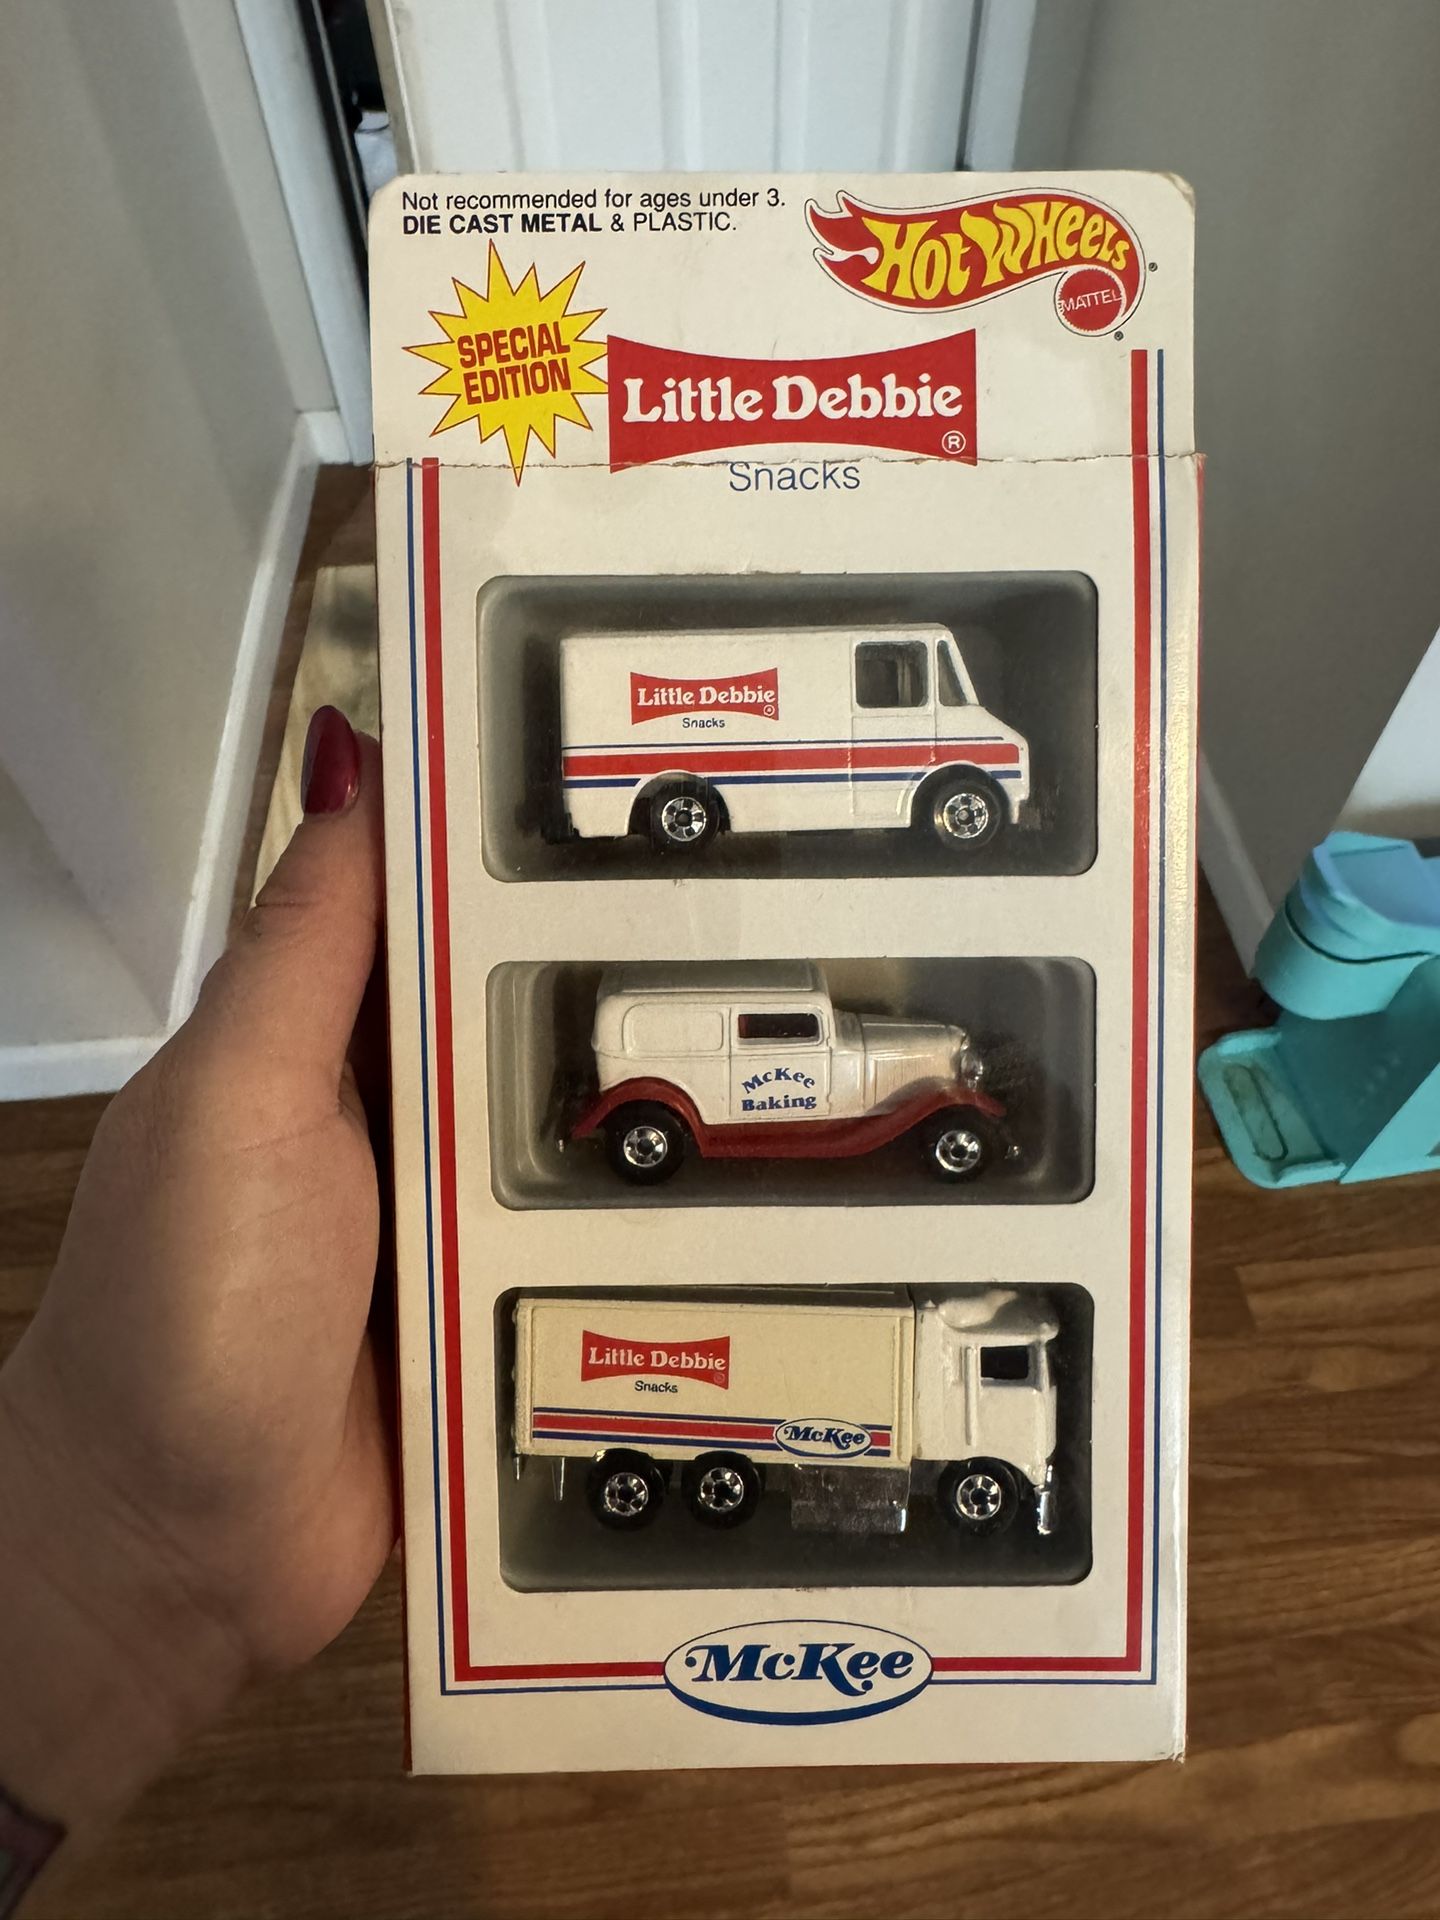 Not recommended for ages under 3.
DIE CAST METAL & PLASTIC.
HOT WHEELS
MATTEL
®
®
SPECIAL
EDITION
Little Debbie
®
Snacks
Little Debbie
®
Snacks
McKee
Baking
Little Debbie
®
Snacks
McKee
McKee